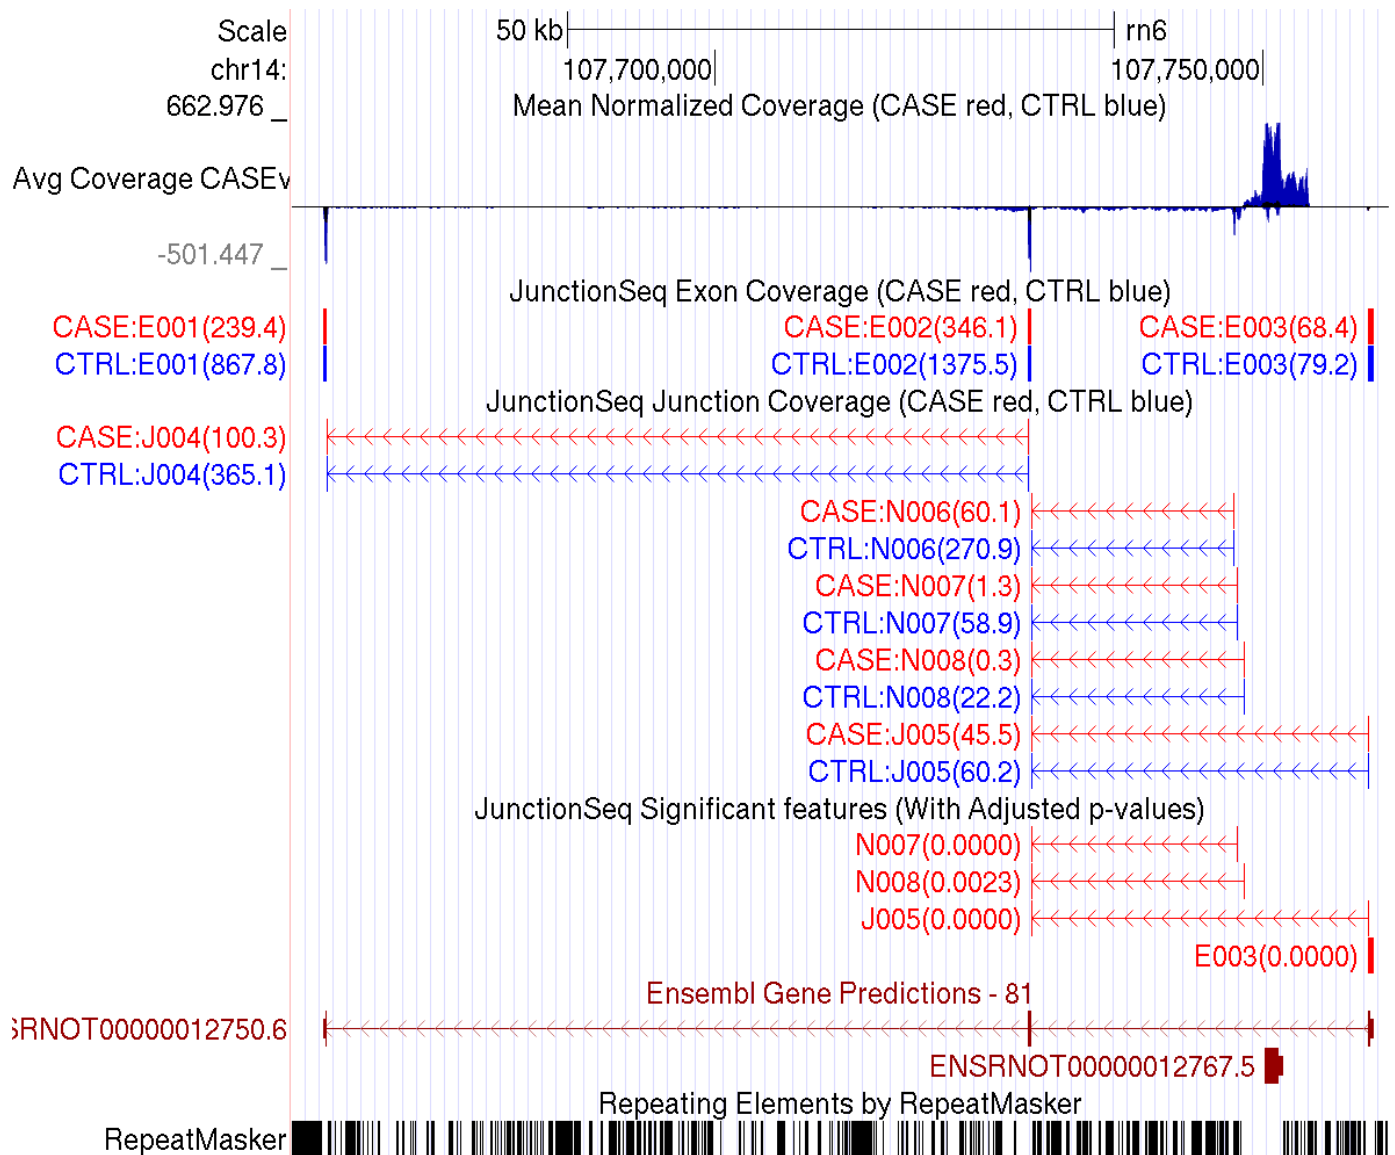 Scale 50 kb rn6
chr14: 107,700,000 107,750,000
662.976 _ Mean Normalized Coverage (CASE red, CTRL blue)
Avg Coverage CASEv
-501.447 _
JunctionSeq Exon Coverage (CASE red, CTRL blue)
CASE:E001(239.4) CASE:E002(346.1) CASE:E003(68.4)
CTRL:E001(867.8) CTRL:E002(1375.5) CTRL:E003(79.2)
JunctionSeq Junction Coverage (CASE red, CTRL blue)
CASE:J004(100.3)
CTRL:J004(365.1)
CASE:N006(60.1)
CTRL:N006(270.9)
CASE:N007(1.3)
CTRL:N007(58.9)
CASE:N008(0.3)
CTRL:N008(22.2)
CASE:J005(45.5)
CTRL:J005(60.2)
JunctionSeq Significant features (With Adjusted p-values)
N007(0.0000)
N008(0.0023)
J005(0.0000)
E003(0.0000)
Ensembl Gene Predictions - 81
SRNOT00000012750.6
ENSRNOT00000012767.5
Repeating Elements by RepeatMasker
RepeatMasker